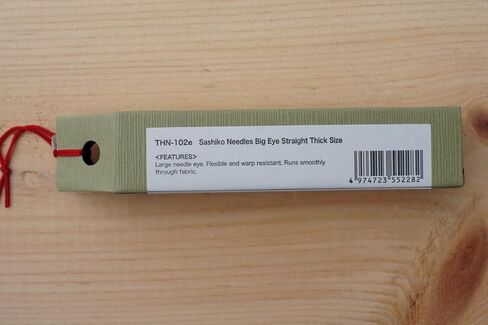 THN-102e Sashiko Needles Big Eye Straight Thick Size
<FEATURES>
Large needle eye. Flexible and warp resistant. Runs smoothly
through fabric.
4 974723 552282